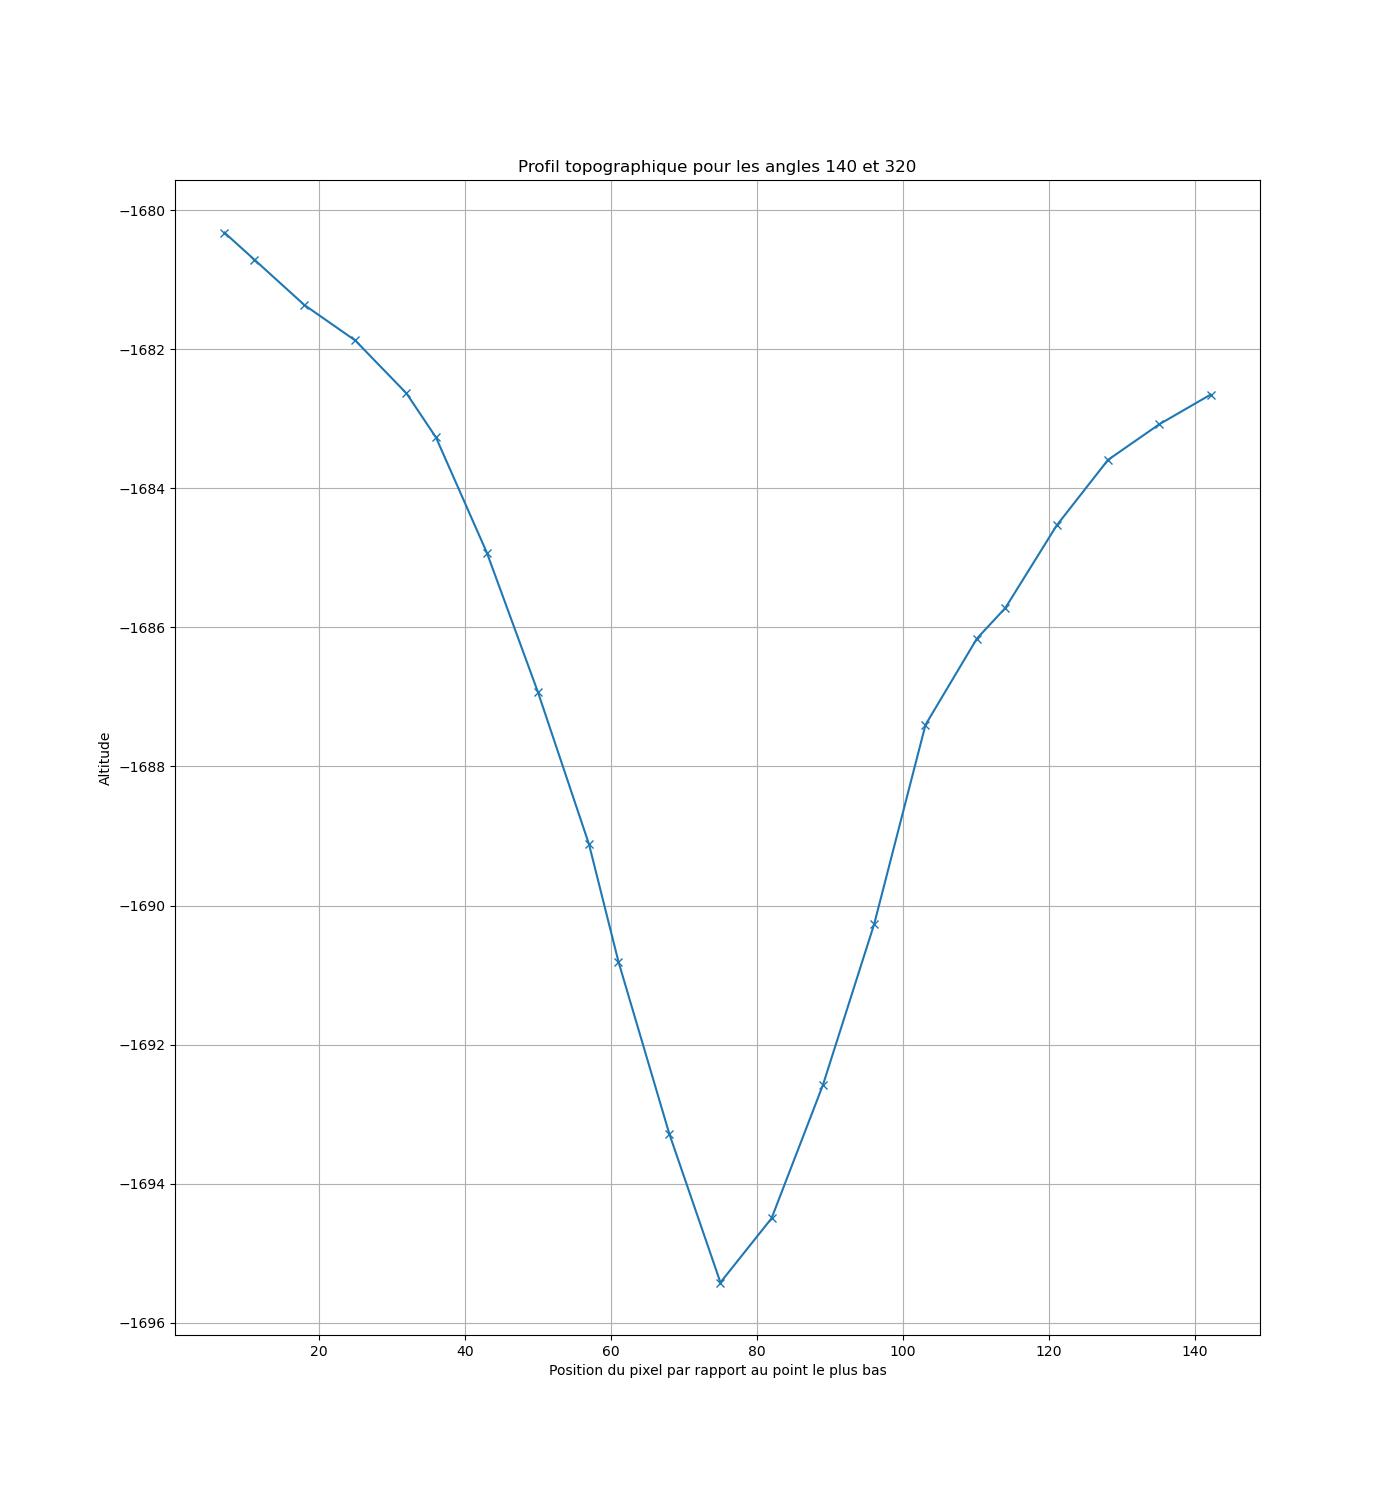 Profil topographique pour les angles 140 et 320
−1680
−1682
−1684
−1686
−1688
−1690
−1692
−1694
−1696
Altitude
20 40 60 80 100 120 140
Position du pixel par rapport au point le plus bas